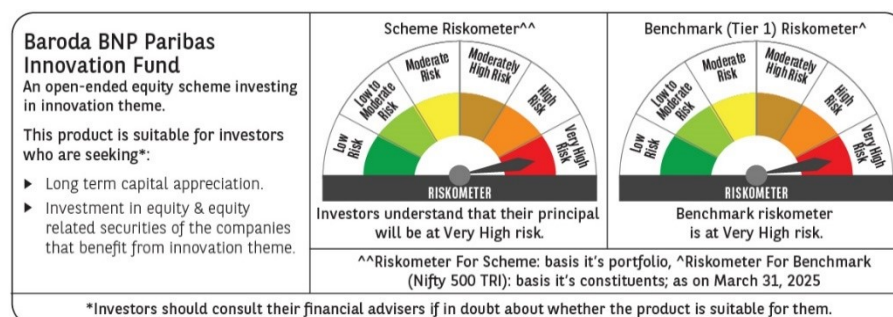 Baroda BNP Paribas
Innovation Fund
An open-ended equity scheme investing
in innovation theme.
This product is suitable for investors
who are seeking*:
▶ Long term capital appreciation.
▶ Investment in equity & equity
related securities of the companies
that benefit from innovation theme.
Scheme Riskometer^^
Low Risk
Low to Moderate Risk
Moderate Risk
Moderately High Risk
High Risk
Very High Risk
RISKOMETER
Investors understand that their principal
will be at Very High risk.
Benchmark (Tier 1) Riskometer^
Low Risk
Low to Moderate Risk
Moderate Risk
Moderately High Risk
High Risk
Very High Risk
RISKOMETER
Benchmark riskometer
is at Very High risk.
^^Riskometer For Scheme: basis it's portfolio, ^Riskometer For Benchmark
(Nifty 500 TRI): basis it's constituents; as on March 31, 2025
*Investors should consult their financial advisers if in doubt about whether the product is suitable for them.